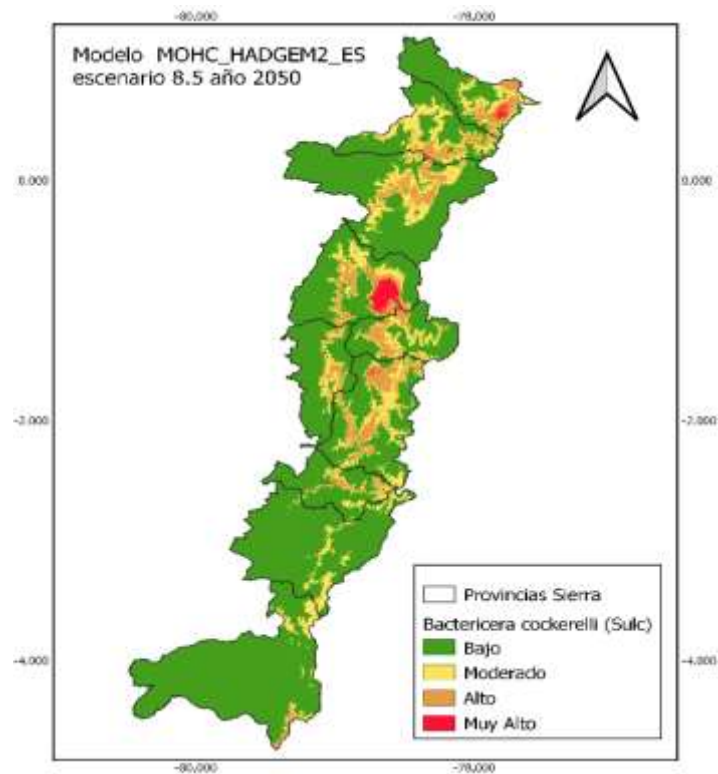 -80.000 -78.000
Modelo MOHC_HADGEM2_ES
escenario 8.5 año 2050
0.000 0.000
-2.000 -2.000
-4.000 -4.000
Provincias Sierra
Bactericera cockerelli (Sulc)
Bajo
Moderado
Alto
Muy Alto
-80.000 -78.000